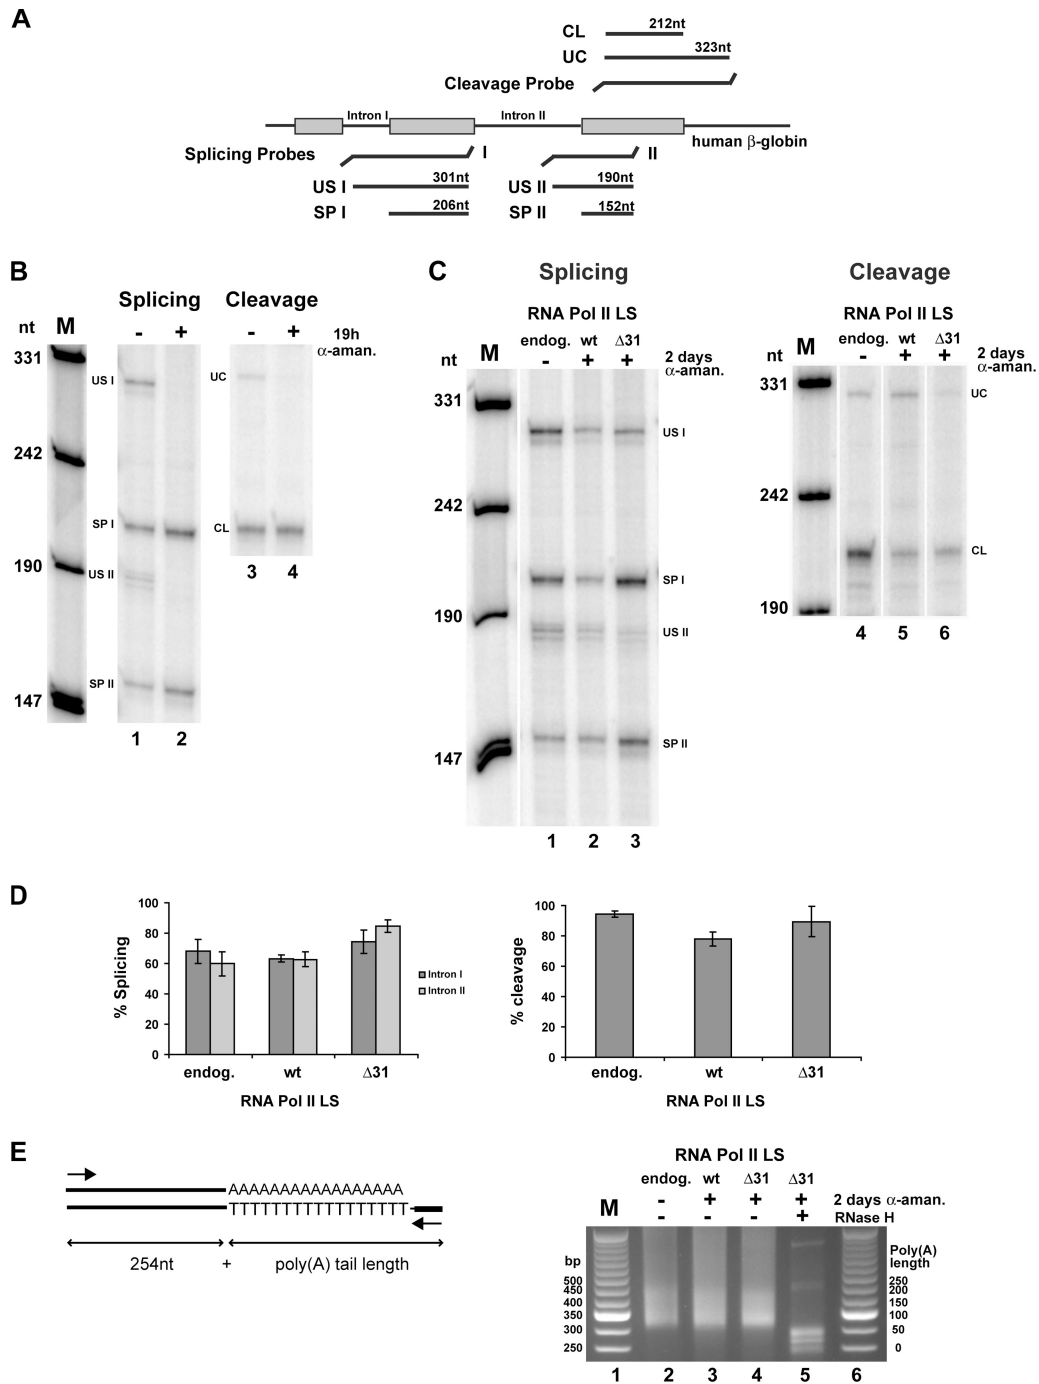 A
CL 212nt
UC 323nt
Cleavage Probe
Intron I
Intron II
human β-globin
Splicing Probes
I
II
US I 301nt
US II 190nt
SP I 206nt
SP II 152nt
B
Splicing
Cleavage
nt
M
- +
- +
19h
α-aman.
331
US I
UC
242
SP I
CL
190
US II
SP II
147
1 2
3 4
C
Splicing
RNA Pol II LS
endog. wt Δ31
nt
M
- + +
2 days
α-aman.
331
US I
242
SP I
190
US II
SP II
147
1 2 3
Cleavage
RNA Pol II LS
endog. wt Δ31
nt
M
- + +
2 days
α-aman.
331
UC
242
CL
190
4 5 6
D
% Splicing
100
80
60
40
20
0
endog. wt Δ31
RNA Pol II LS
Intron I
Intron II
% cleavage
100
80
60
40
20
0
endog. wt Δ31
RNA Pol II LS
E
AAAAAAAAAAAAAAAAA
TTTTTTTTTTTTTTTTT
254nt + poly(A) tail length
RNA Pol II LS
endog. wt Δ31 Δ31
M
- + + + 2 days α-aman.
- - - + RNase H
bp
Poly(A)
length
500 250
450 200
400 150
350 100
300 50
250 0
1 2 3 4 5 6